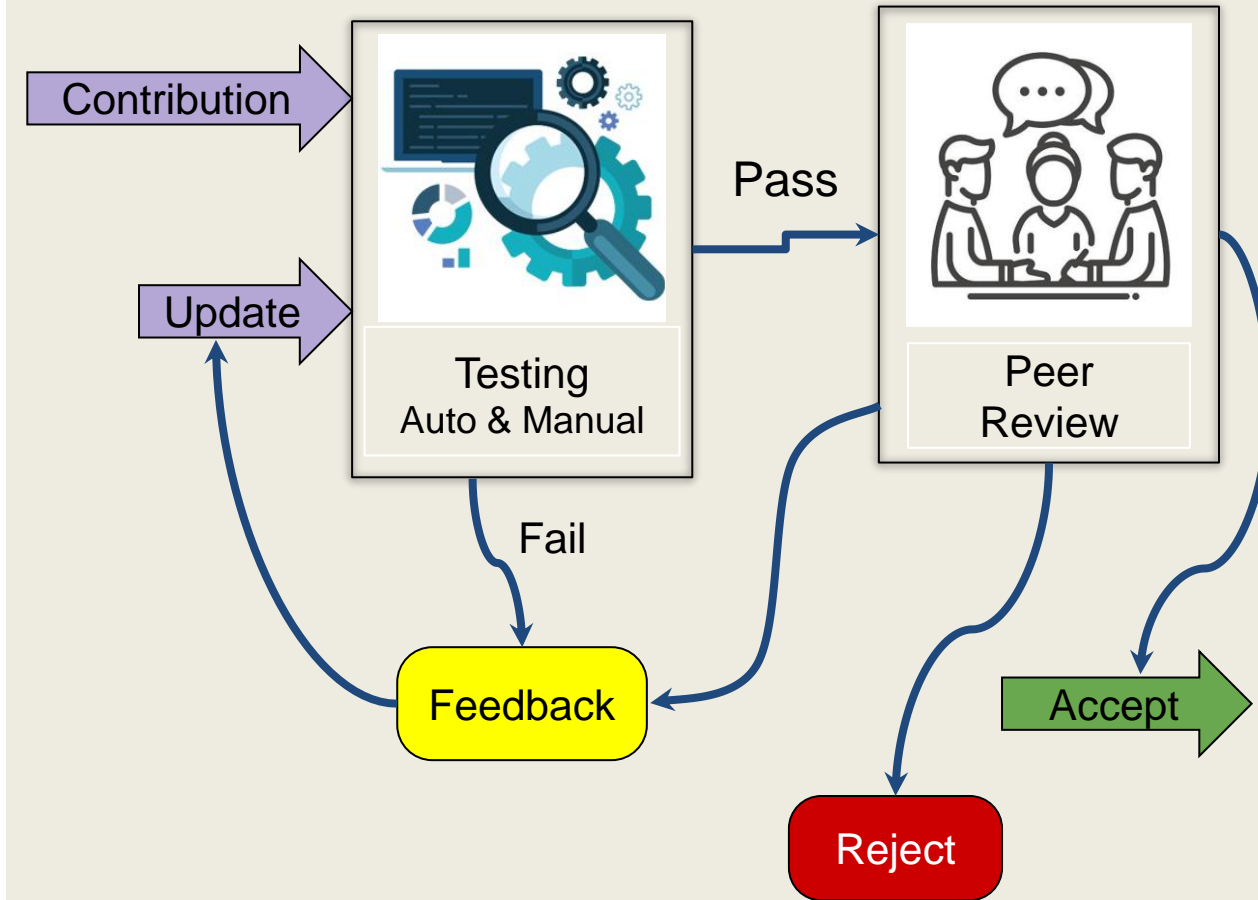 Contribution
Pass
Update
Testing
Auto & Manual
Peer
Review
Fail
Feedback
Accept
Reject